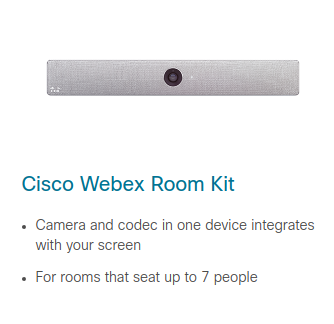 Cisco Webex Room Kit
• Camera and codec in one device integrates
with your screen
• For rooms that seat up to 7 people